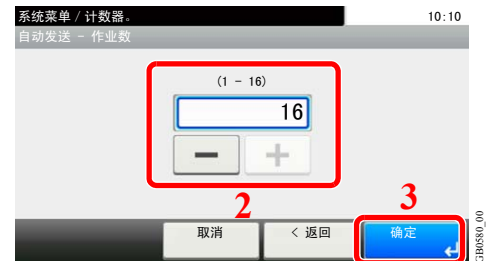 系统菜单 / 计数器。
10:10
自动发送 - 作业数
(1 - 16)
16
2
3
取消
< 返回
确定
GB0580_00